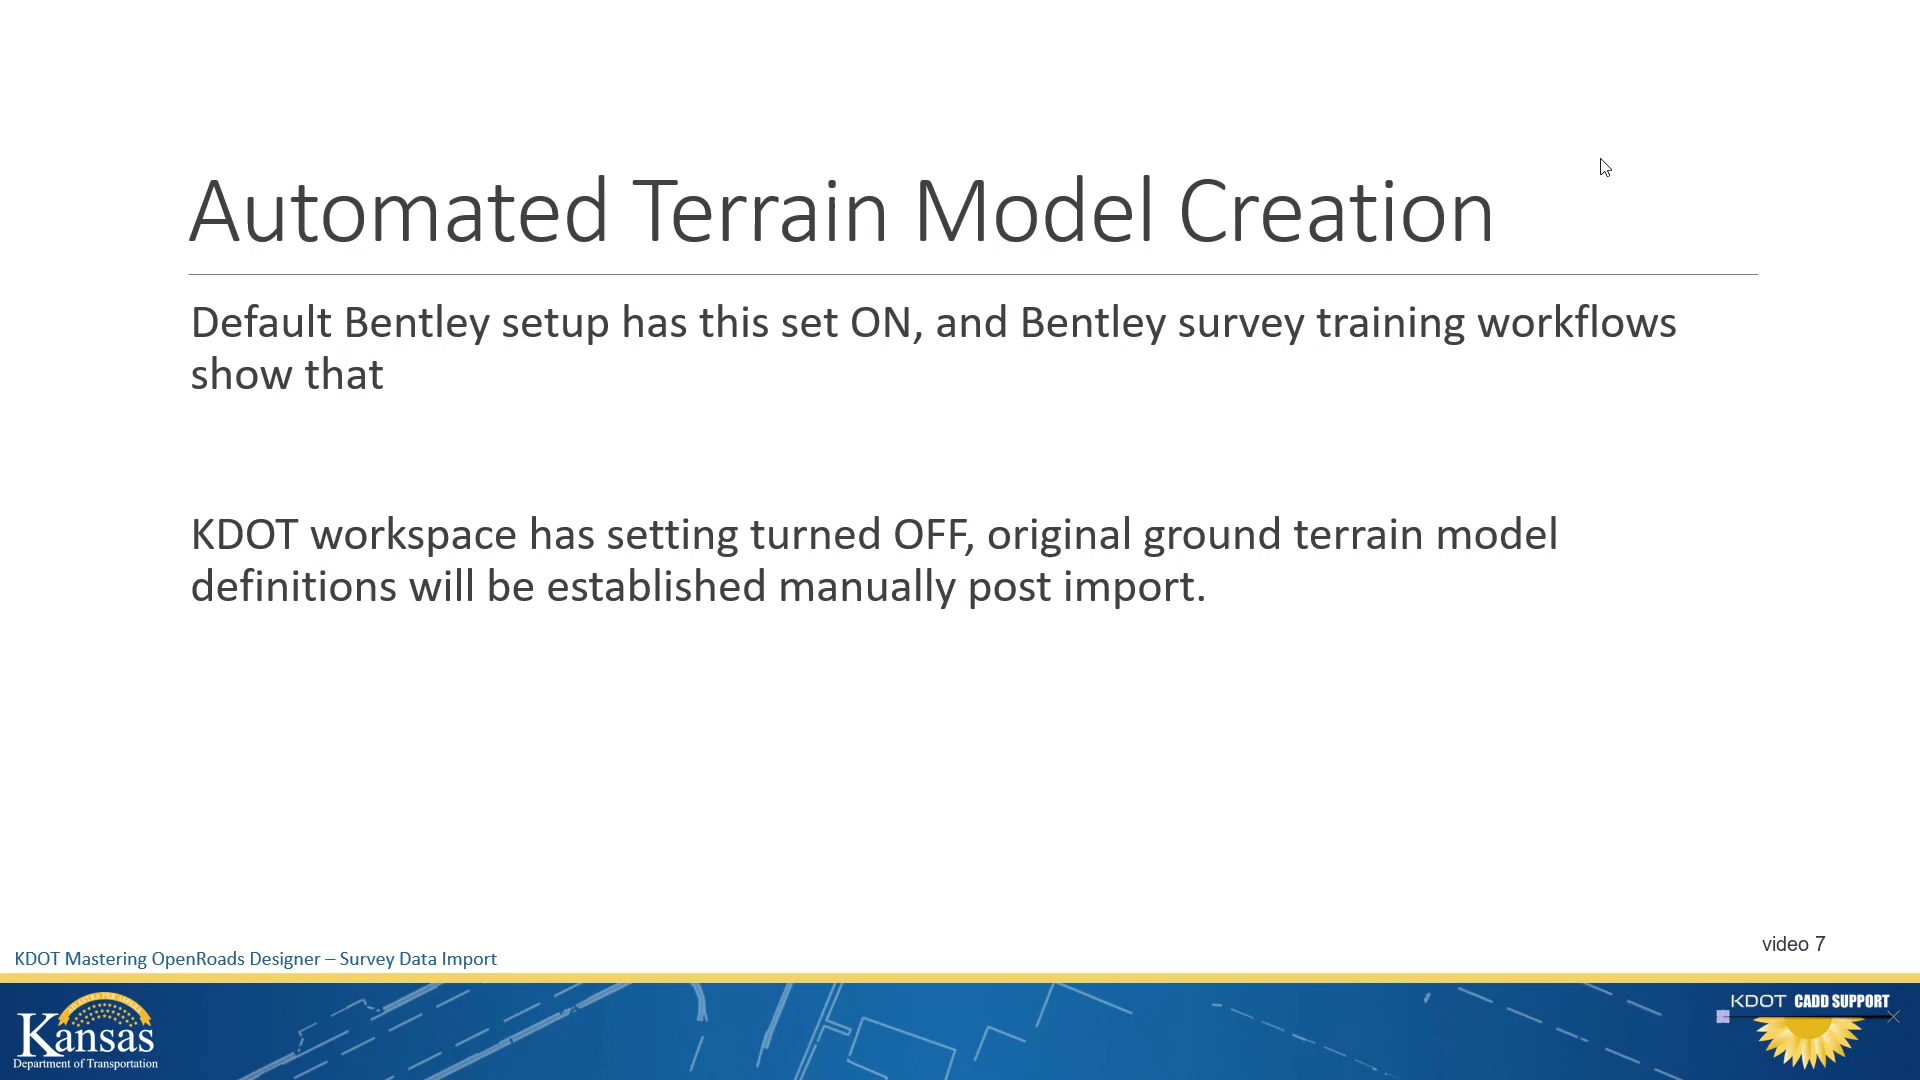 Automated Terrain Model Creation
Default Bentley setup has this set ON, and Bentley survey training workflows
show that
KDOT workspace has setting turned OFF, original ground terrain model
definitions will be established manually post import.
video 7
KDOT Mastering OpenRoads Designer – Survey Data Import
Kansas
Department of Transportation
KDOT CADD SUPPORT